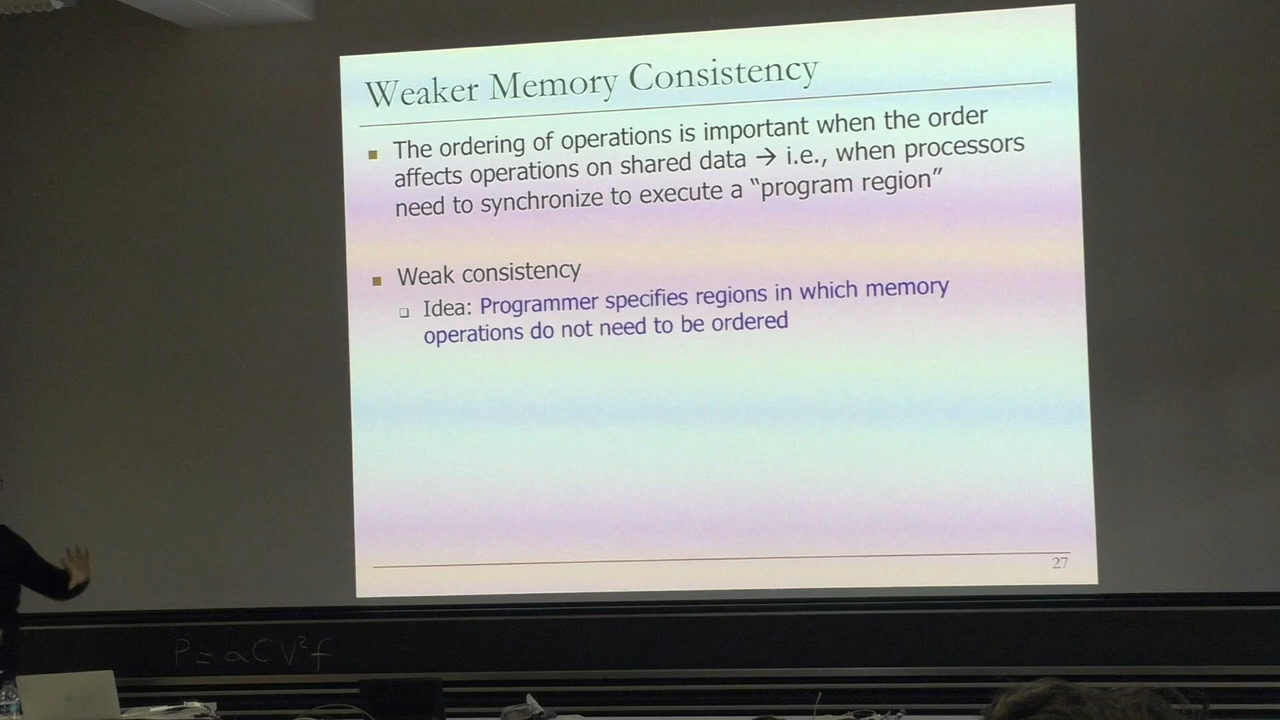 Weaker Memory Consistency
■ The ordering of operations is important when the order
affects operations on shared data → i.e., when processors
need to synchronize to execute a “program region”
■ Weak consistency
❑ Idea: Programmer specifies regions in which memory
operations do not need to be ordered
27
P = αCV²f